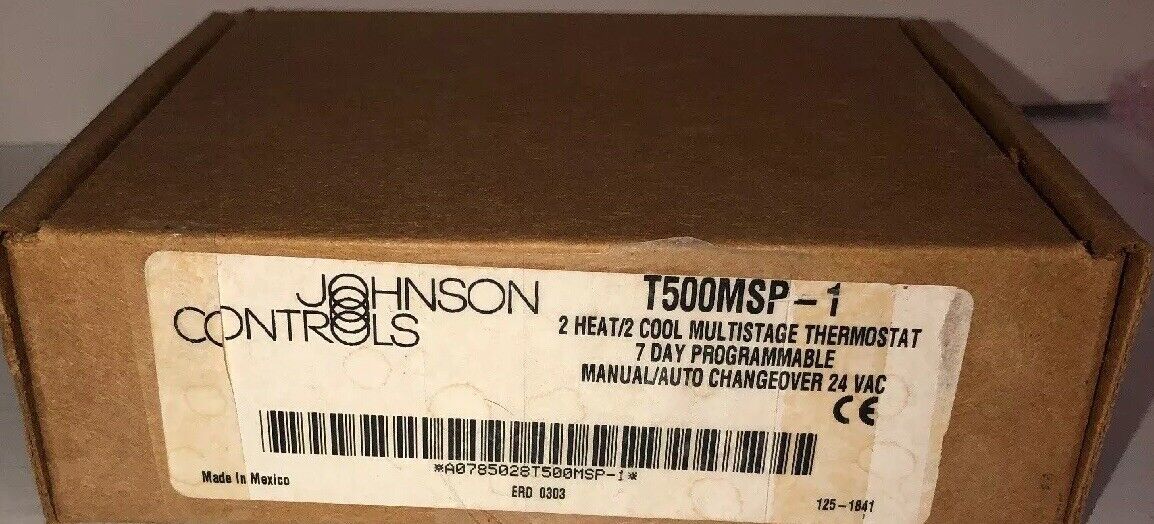 JOHNSON
CONTROLS
T500MSP-1
2 HEAT/2 COOL MULTISTAGE THERMOSTAT
7 DAY PROGRAMMABLE
MANUAL/AUTO CHANGEOVER 24 VAC
CE
*A0785028T500MSP-1*
Made In Mexico
ERD 0303
125-1841